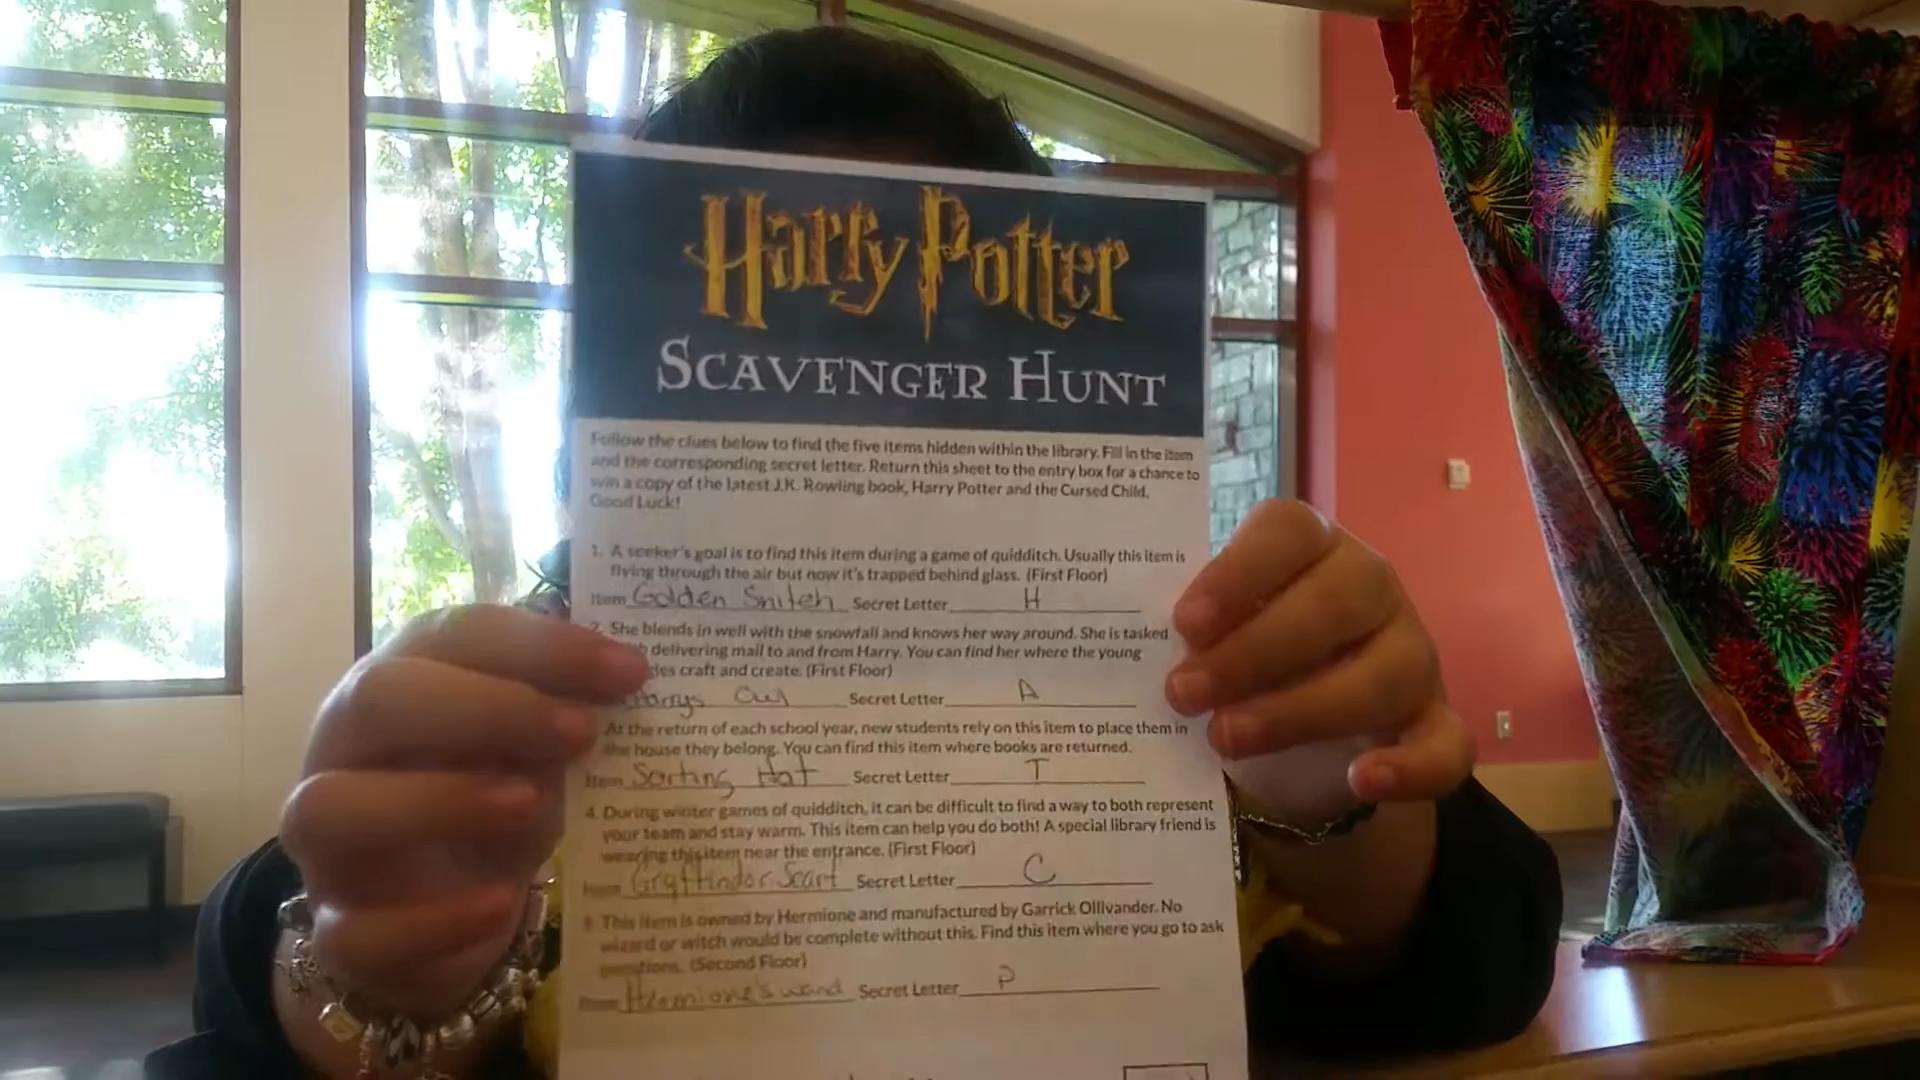 Harry Potter
SCAVENGER HUNT
Follow the clues below to find the five items hidden within the library. Fill in the item
and the corresponding secret letter. Return this sheet to the entry box for a chance to
win a copy of the latest J.K. Rowling book, Harry Potter and the Cursed Child.
Good Luck!
1. A seeker's goal is to find this item during a game of quidditch. Usually this item is
flying through the air but now it's trapped behind glass. (First Floor)
Item Golden Snitch Secret Letter H
2. She blends in well with the snowfall and knows her way around. She is tasked
delivering mail to and from Harry. You can find her where the young
craft and create. (First Floor)
Harrys Owl Secret Letter A
At the return of each school year, new students rely on this item to place them in
the house they belong. You can find this item where books are returned.
Item Sorting Hat Secret Letter T
4. During winter games of quidditch, it can be difficult to find a way to both represent
your team and stay warm. This item can help you do both! A special library friend is
wearing this item near the entrance. (First Floor)
Item Gryffindor Scarf Secret Letter C
5. This item is owned by Hermione and manufactured by Garrick Ollivander. No
wizard or witch would be complete without this. Find this item where you go to ask
questions. (Second Floor)
Item Hermione's wand Secret Letter P